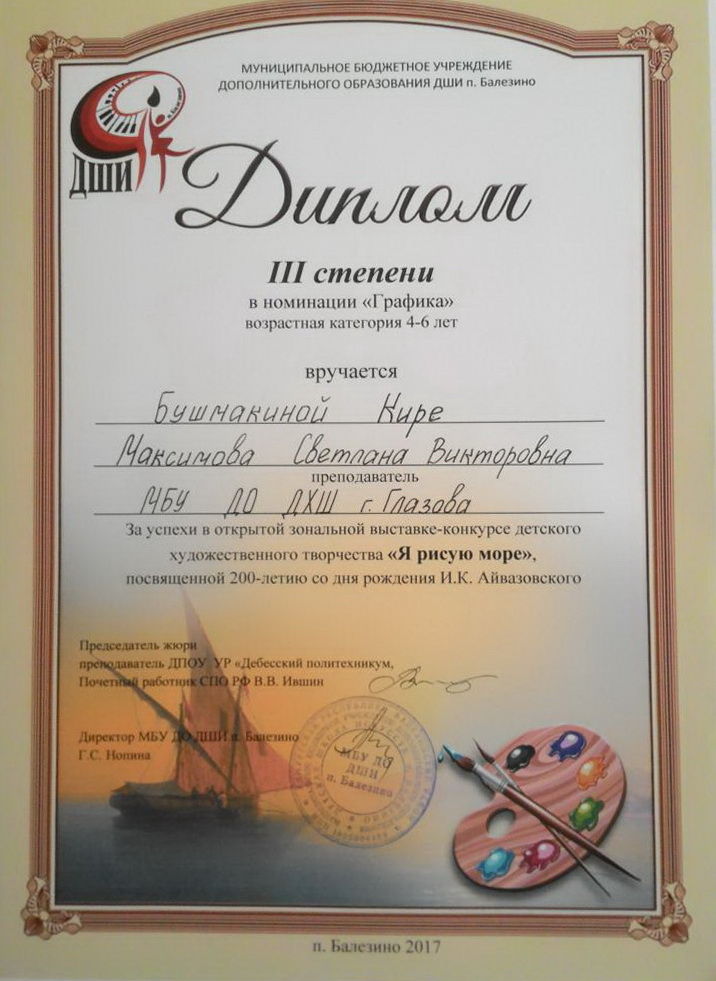 МУНИЦИПАЛЬНОЕ БЮДЖЕТНОЕ УЧРЕЖДЕНИЕ
ДОПОЛНИТЕЛЬНОГО ОБРАЗОВАНИЯ ДШИ п. Балезино
п. Балезино
ДШИ
Диплом
III степени
в номинации «Графика»
возрастная категория 4-6 лет
вручается
Бушмакиной Кире
Максимова Светлана Викторовна
преподаватель
МБУ ДО ДХШ г. Глазова
За успехи в открытой зональной выставке-конкурсе детского
художественного творчества «Я рисую море»,
посвященной 200-летию со дня рождения И.К. Айвазовского
Председатель жюри
преподаватель ДПОУ УР «Дебесский политехникум,
Почетный работник СПО РФ В.В. Ившин
Директор МБУ ДО ДШИ п. Балезино
Г.С. Нопина
МБУ ДО
ДШИ
п. Балезино
п. Балезино 2017